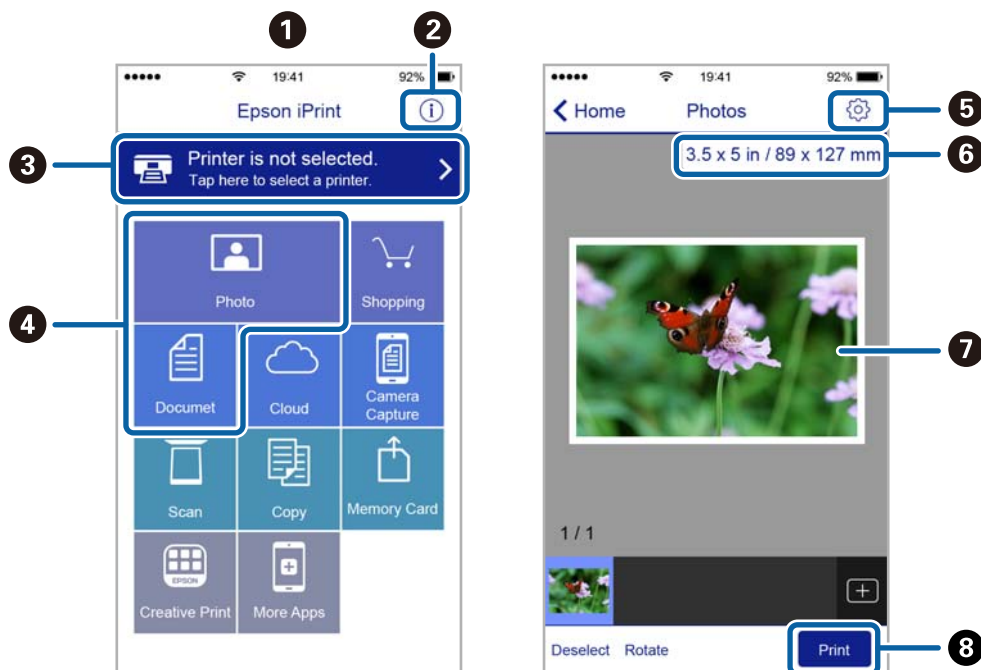 1
2
19:41
92%
Epson iPrint
3
Printer is not selected.
Tap here to select a printer.
4
Photo
Shopping
Documet
Cloud
Camera
Capture
Scan
Copy
Memory Card
EPSON
Creative Print
More Apps
19:41
92%
Home
Photos
5
3.5 x 5 in / 89 x 127 mm
6
7
1 / 1
Deselect
Rotate
Print
8